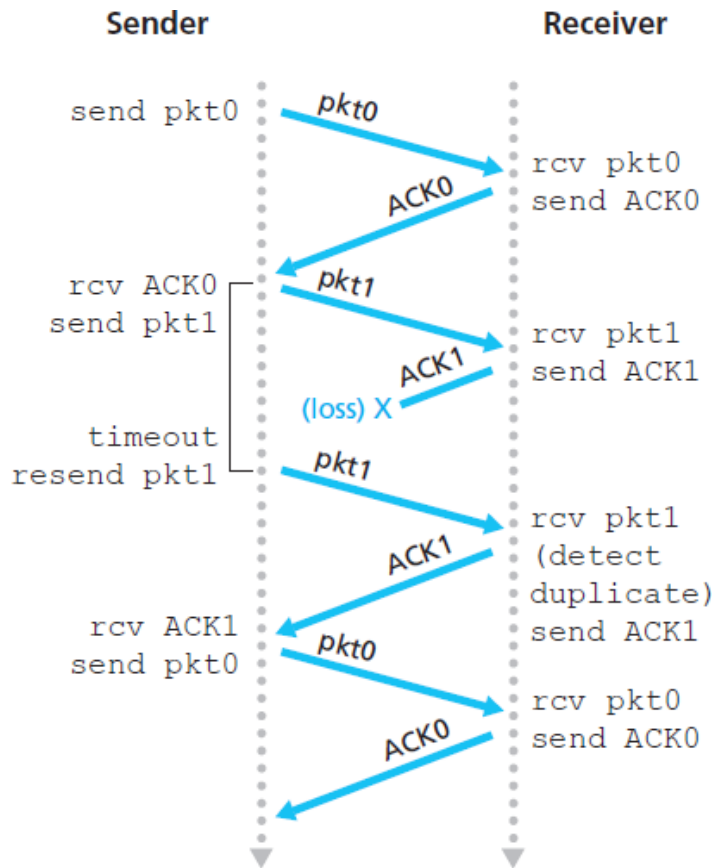 Sender
Receiver
send pkt0
pkt0
rcv pkt0
send ACK0
ACK0
rcv ACK0
send pkt1
pkt1
rcv pkt1
send ACK1
ACK1
(loss) X
timeout
resend pkt1
pkt1
rcv pkt1
(detect
duplicate)
send ACK1
ACK1
rcv ACK1
send pkt0
pkt0
rcv pkt0
send ACK0
ACK0